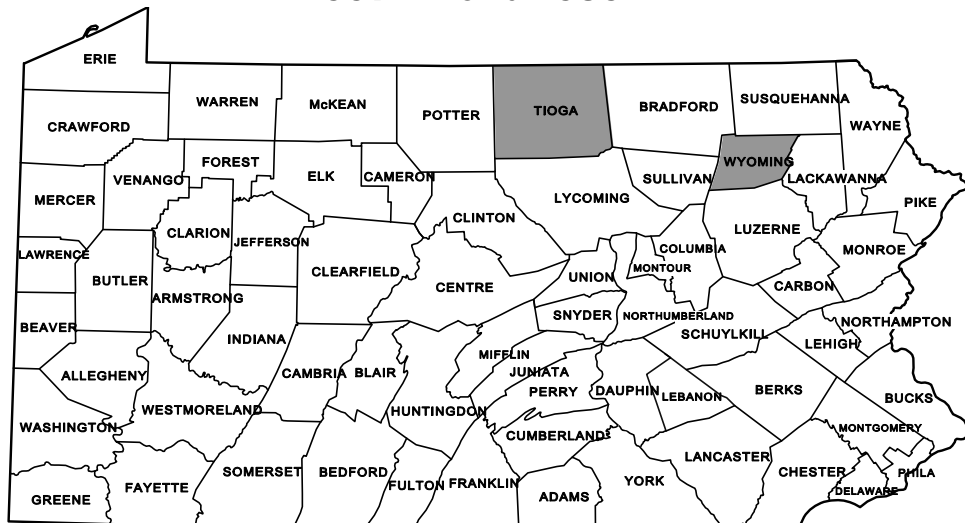 ERIE
CRAWFORD
WARREN
McKEAN
POTTER
TIOGA
BRADFORD
SUSQUEHANNA
WAYNE
MERCER
VENANGO
FOREST
ELK
CAMERON
CLINTON
LYCOMING
SULLIVAN
WYOMING
LACKAWANNA
PIKE
LAWRENCE
BUTLER
CLARION
JEFFERSON
CLEARFIELD
CENTRE
UNION
MONTOUR
COLUMBIA
LUZERNE
MONROE
CARBON
BEAVER
ARMSTRONG
INDIANA
SNYDER
NORTHUMBERLAND
SCHUYLKILL
NORTHAMPTON
LEHIGH
ALLEGHENY
CAMBRIA
BLAIR
MIFFLIN
JUNIATA
PERRY
DAUPHIN
LEBANON
BERKS
BUCKS
WASHINGTON
WESTMORELAND
HUNTINGDON
CUMBERLAND
MONTGOMERY
GREENE
FAYETTE
SOMERSET
BEDFORD
FULTON
FRANKLIN
ADAMS
YORK
LANCASTER
CHESTER
DELAWARE
PHILA